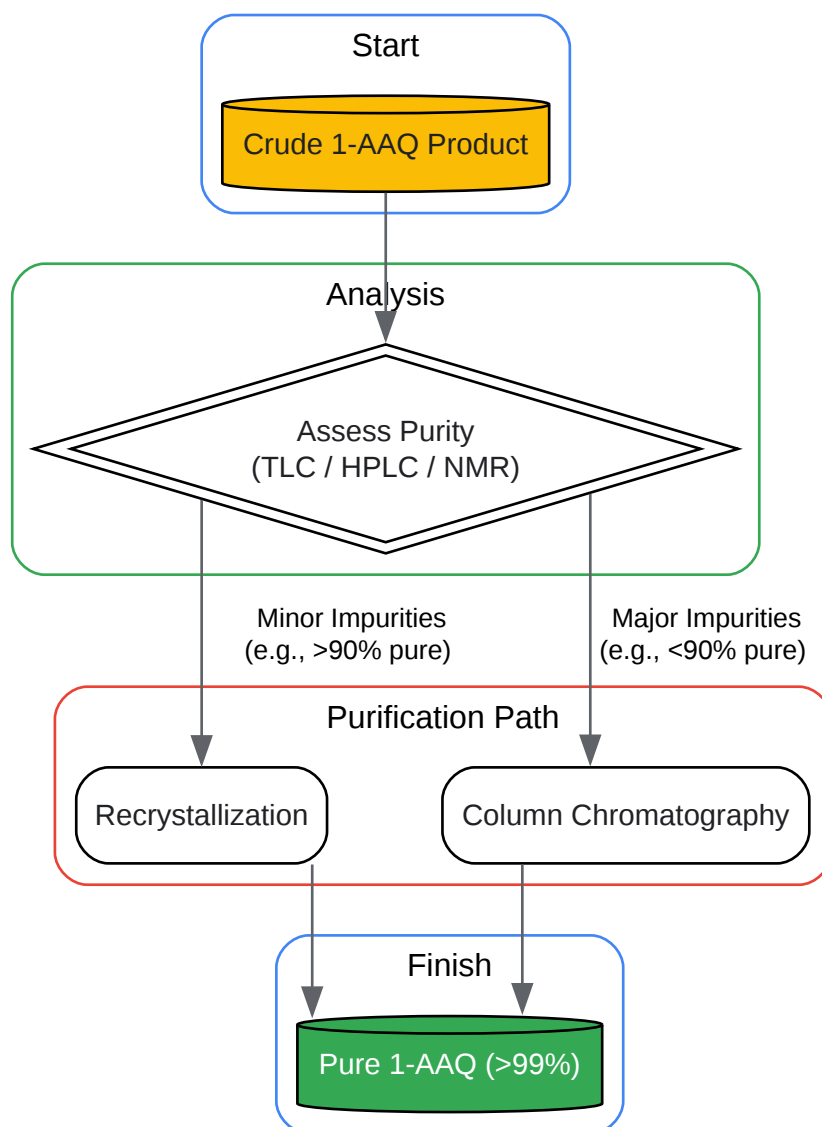 Start
Crude 1-AAQ Product
Analysis
Assess Purity
(TLC / HPLC / NMR)
Minor Impurities
(e.g., >90% pure)
Major Impurities
(e.g., <90% pure)
Purification Path
Recrystallization
Column Chromatography
Finish
Pure 1-AAQ (>99%)